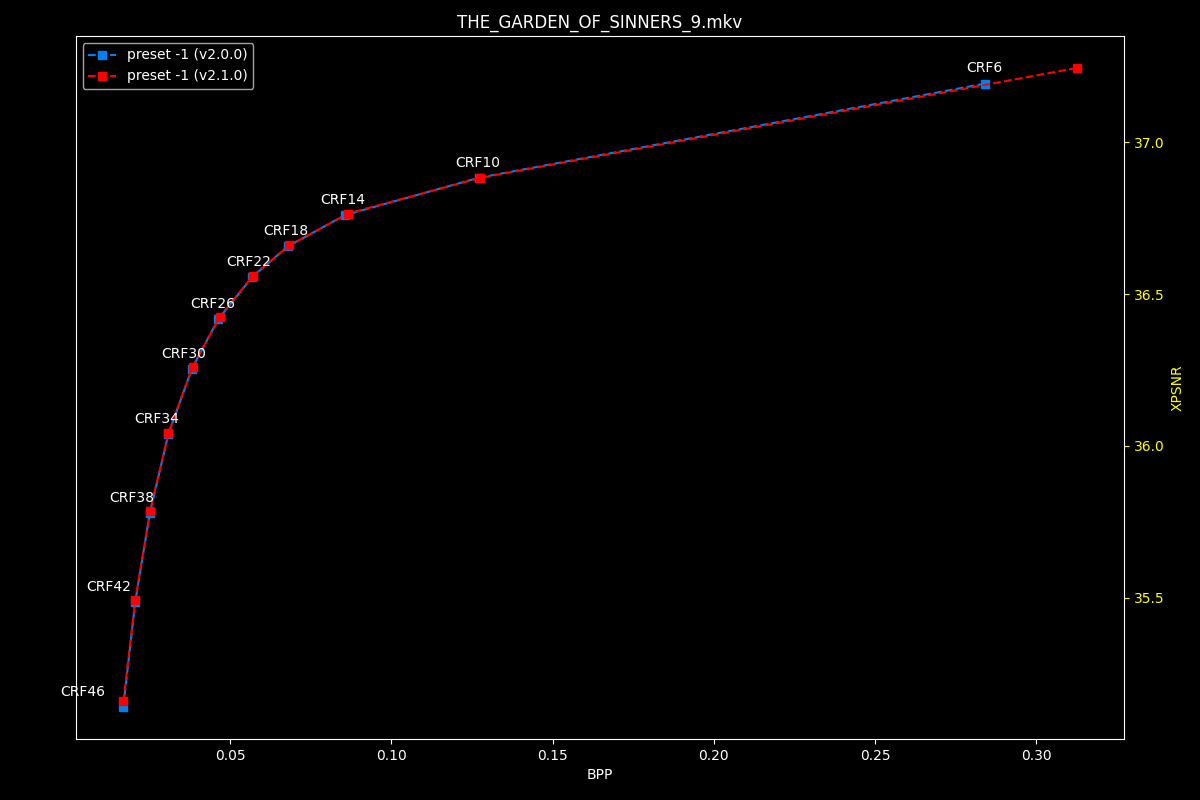 THE_GARDEN_OF_SINNERS_9.mkv
preset -1 (v2.0.0)
preset -1 (v2.1.0)
CRF6
CRF10
CRF14
CRF18
CRF22
CRF26
CRF30
CRF34
CRF38
CRF42
CRF46
37.0
36.5
36.0
35.5
XPSNR
0.05
0.10
0.15
0.20
0.25
0.30
BPP